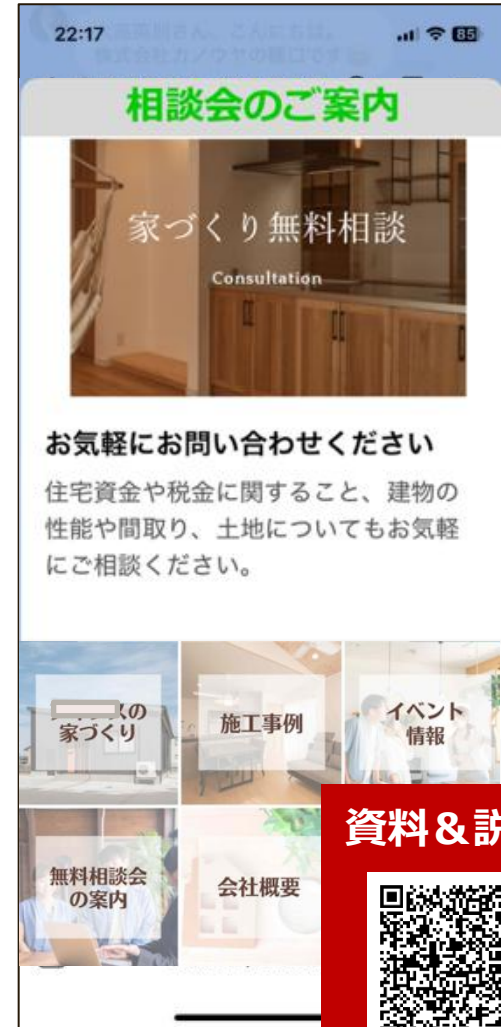 22:17
85
相談会のご案内
家づくり無料相談
Consultation
お気軽にお問い合わせください
住宅資金や税金に関すること、建物の
性能や間取り、土地についてもお気軽
にご相談ください。
の
家づくり
施工事例
イベント
情報
無料相談会
の案内
会社概要
資料＆説